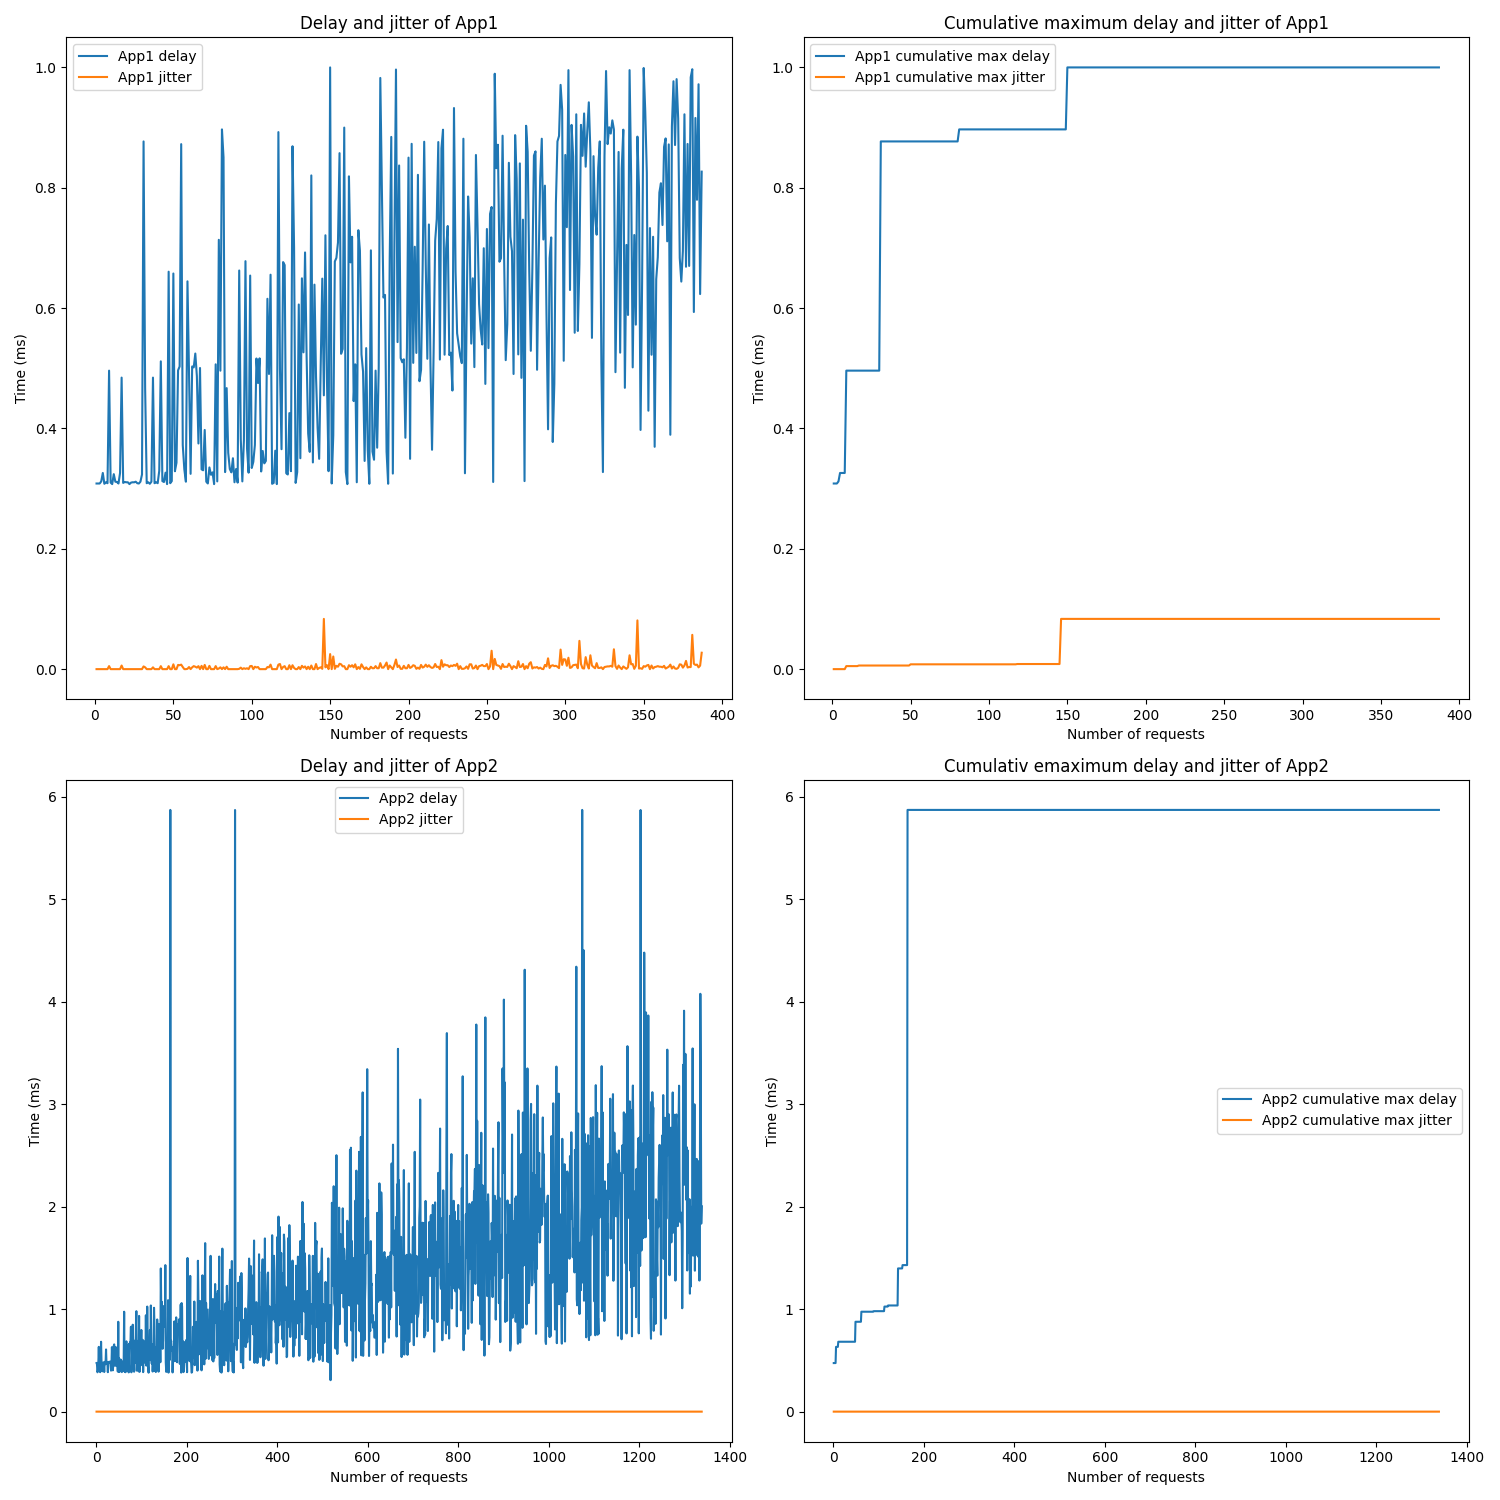 Delay and jitter of App1
App1 delay
App1 jitter
Time (ms)
1.0
0.8
0.6
0.4
0.2
0.0
0 50 100 150 200 250 300 350 400
Number of requests
Cumulative maximum delay and jitter of App1
App1 cumulative max delay
App1 cumulative max jitter
Time (ms)
1.0
0.8
0.6
0.4
0.2
0.0
0 50 100 150 200 250 300 350 400
Number of requests
Delay and jitter of App2
App2 delay
App2 jitter
Time (ms)
6
5
4
3
2
1
0
0 200 400 600 800 1000 1200 1400
Number of requests
Cumulativ emaximum delay and jitter of App2
App2 cumulative max delay
App2 cumulative max jitter
Time (ms)
6
5
4
3
2
1
0
0 200 400 600 800 1000 1200 1400
Number of requests